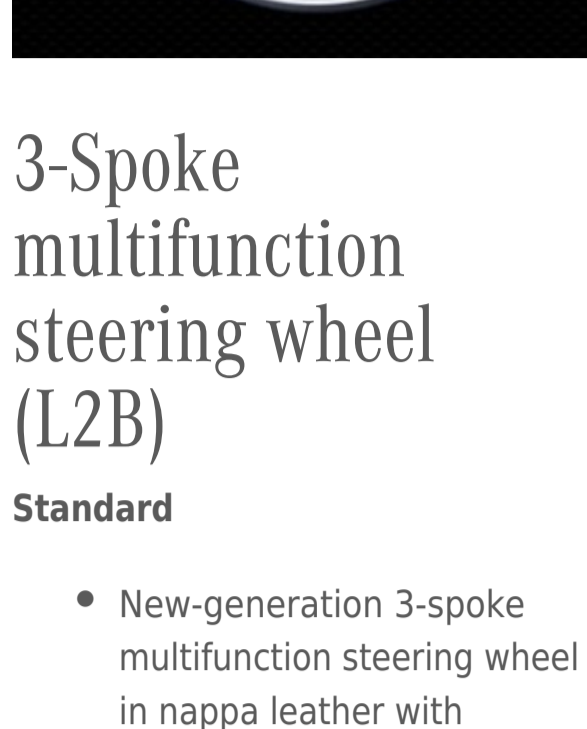 3-Spoke
multifunction
steering wheel
(L2B)
Standard
• New-generation 3-spoke
multifunction steering wheel
in nappa leather with